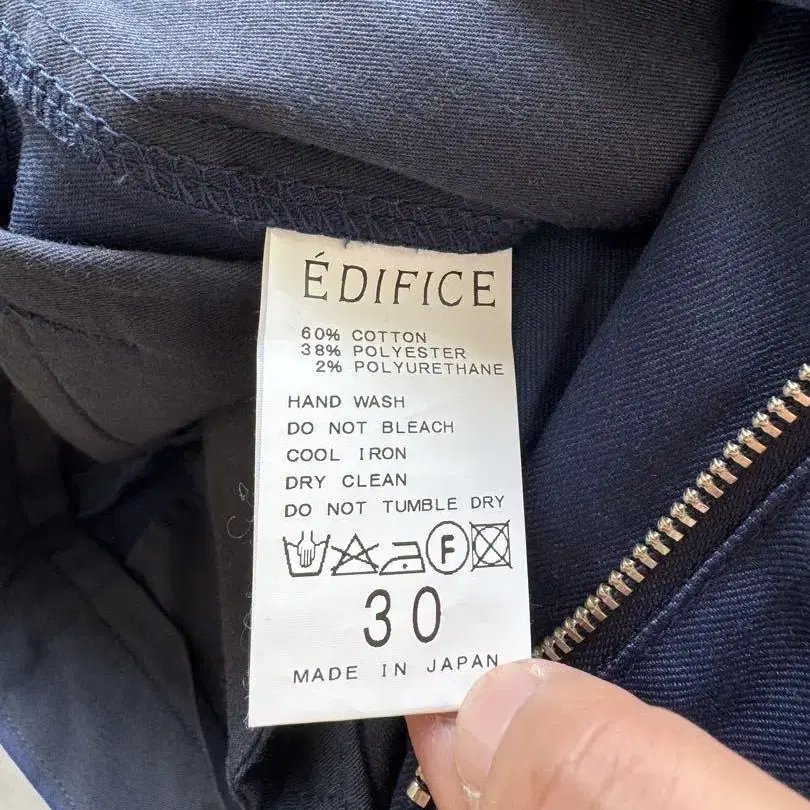 ÉDIFICE
60% COTTON
38% POLYESTER
2% POLYURETHANE
HAND WASH
DO NOT BLEACH
COOL IRON
DRY CLEAN
DO NOT TUMBLE DRY
F
30
MADE IN JAPAN